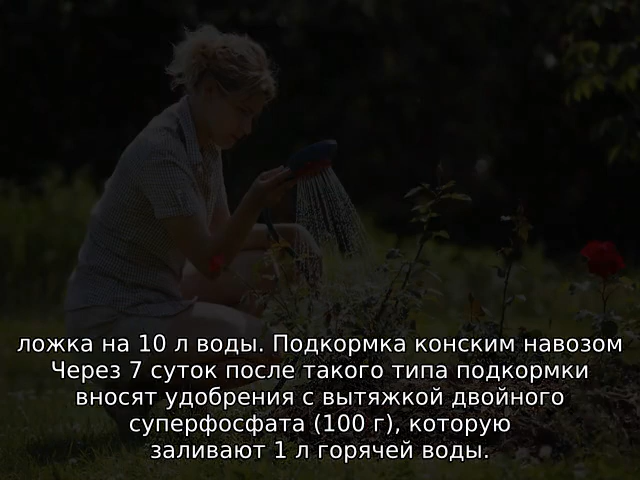 ложка на 10 л воды. Подкормка конским навозом
Через 7 суток после такого типа подкормки
вносят удобрения с вытяжкой двойного
суперфосфата (100 г), которую
заливают 1 л горячей воды.